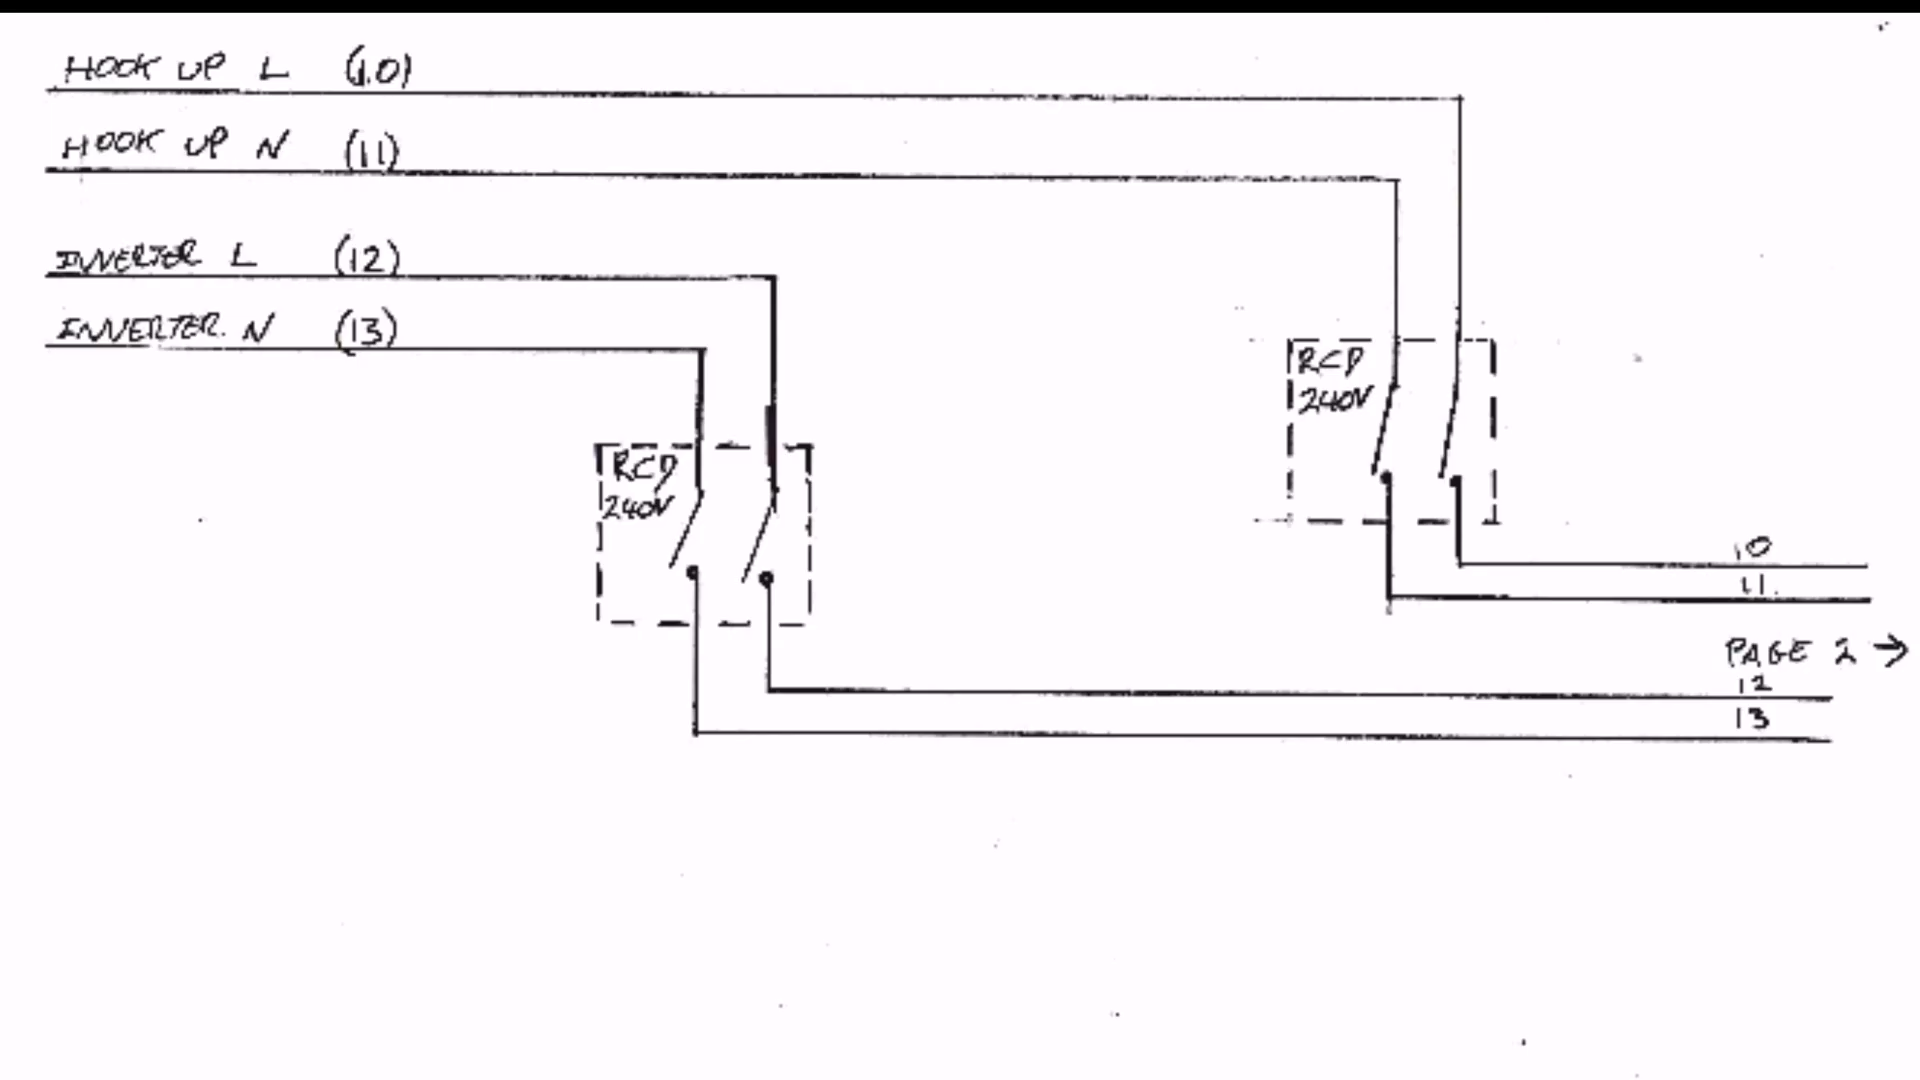 HOOK UP L (10)
HOOK UP N (11)
INVERTER L (12)
INVERTER N (13)
RCD
240V
RCD
240V
10
11
PAGE 2 →
12
13